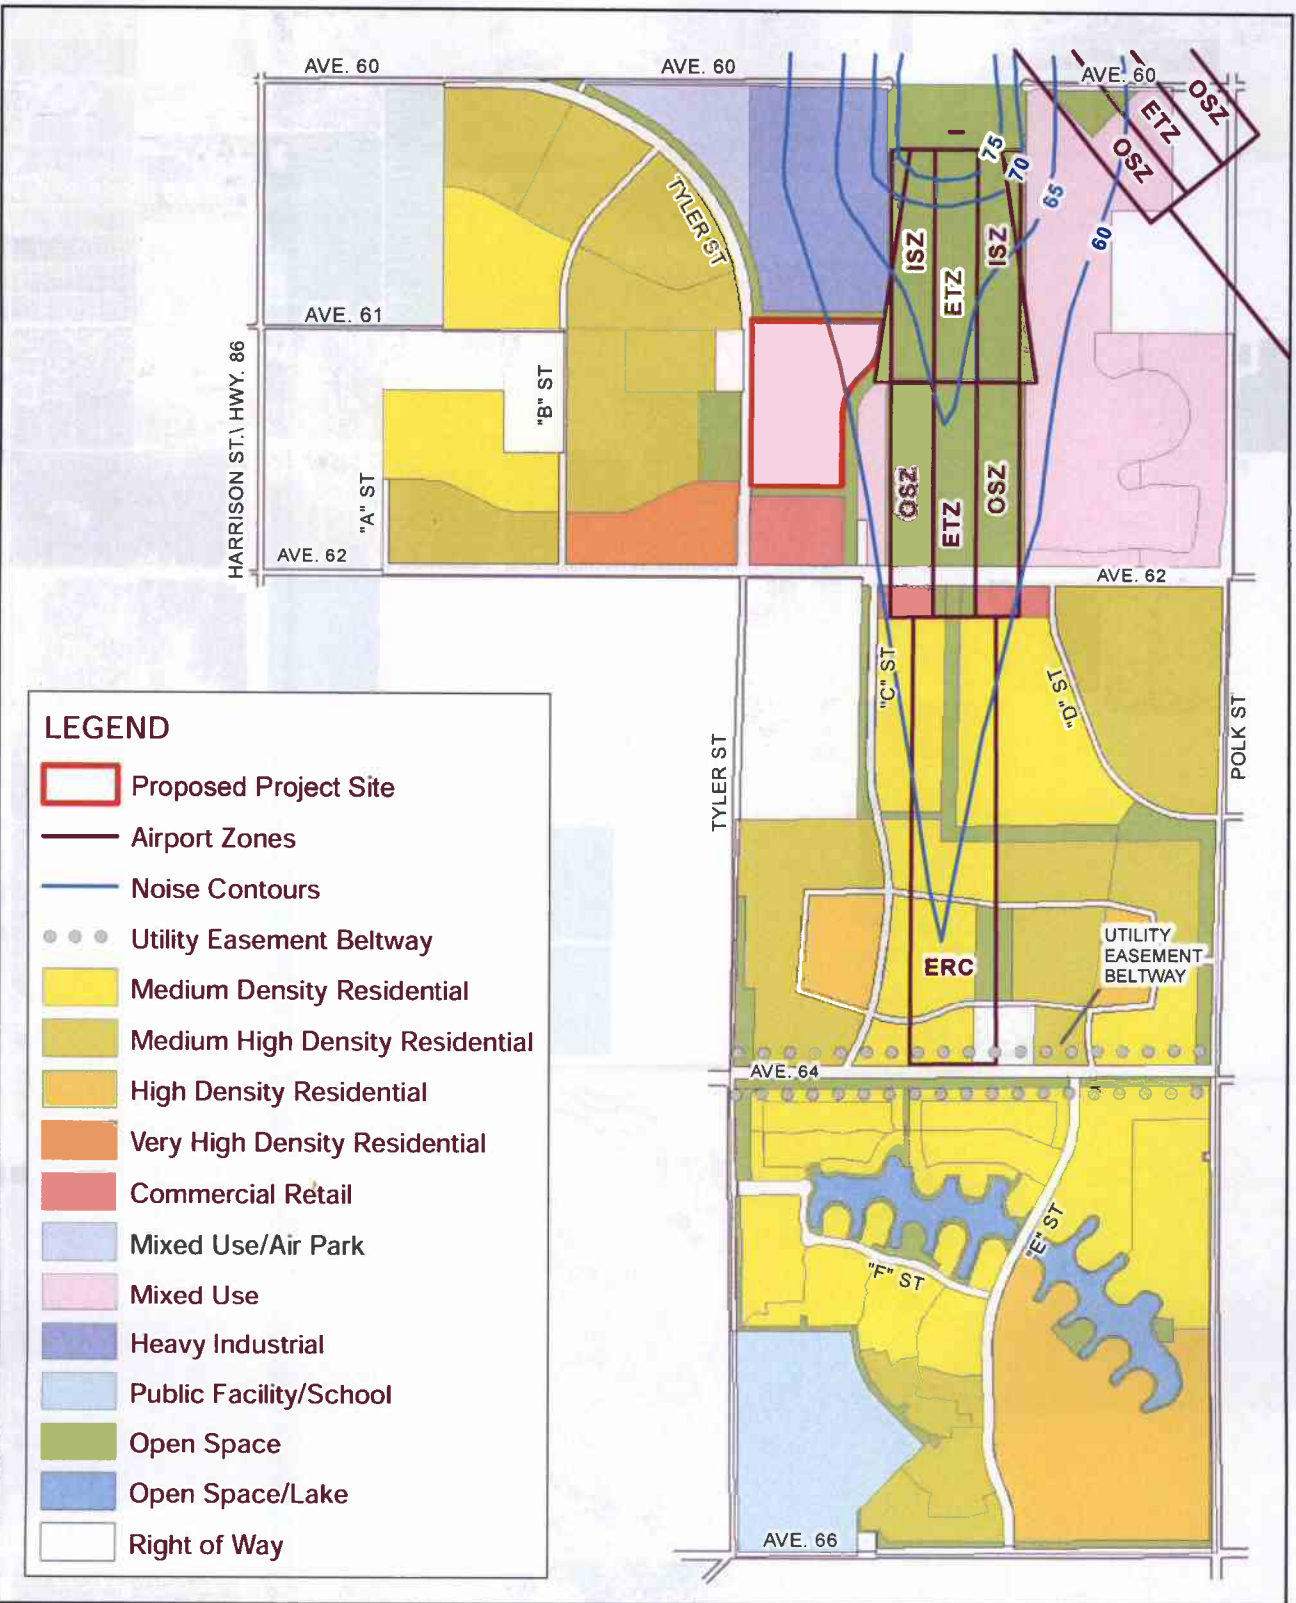 AVE. 60
AVE. 60
AVE. 60
OSZ
ETZ
OSZ
I
75
70
65
60
TYLER ST
ISZ
ETZ
ISZ
AVE. 61
HARRISON ST.\ HWY. 86
"B" ST
"A" ST
OSZ
ETZ
OSZ
AVE. 62
AVE. 62
"C" ST
"D" ST
TYLER ST
POLK ST
LEGEND
Proposed Project Site
Airport Zones
Noise Contours
Utility Easement Beltway
Medium Density Residential
Medium High Density Residential
High Density Residential
Very High Density Residential
Commercial Retail
Mixed Use/Air Park
Mixed Use
Heavy Industrial
Public Facility/School
Open Space
Open Space/Lake
Right of Way
UTILITY
EASEMENT
BELTWAY
ERC
AVE. 64
"E" ST
"F" ST
AVE. 66